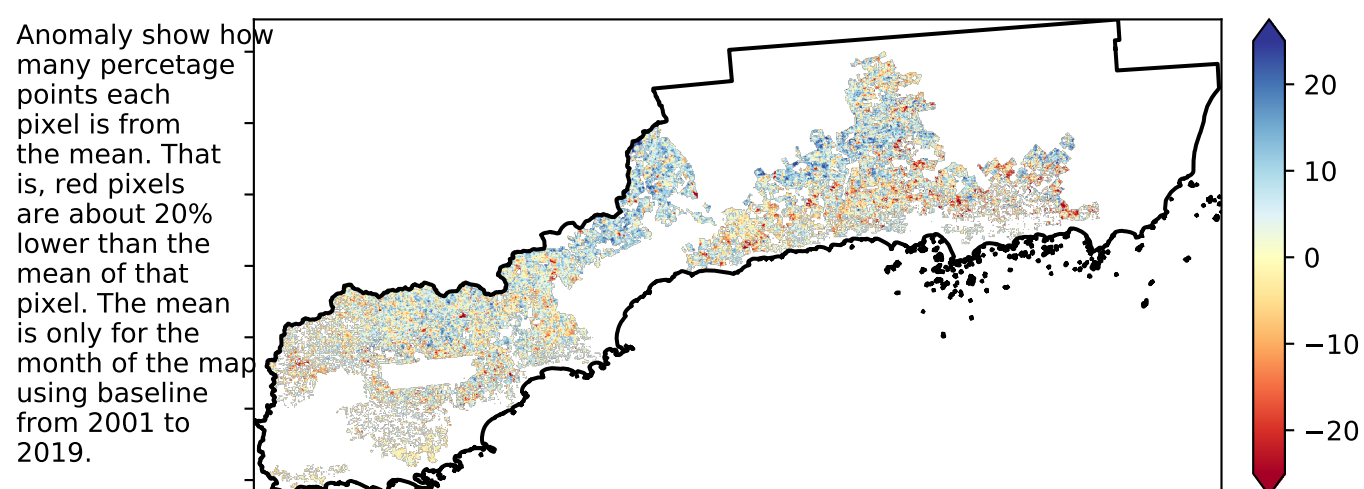 Anomaly show how
many percetage
points each
pixel is from
the mean. That
is, red pixels
are about 20%
lower than the
mean of that
pixel. The mean
is only for the
month of the map
using baseline
from 2001 to
2019.
20
10
0
−10
−20